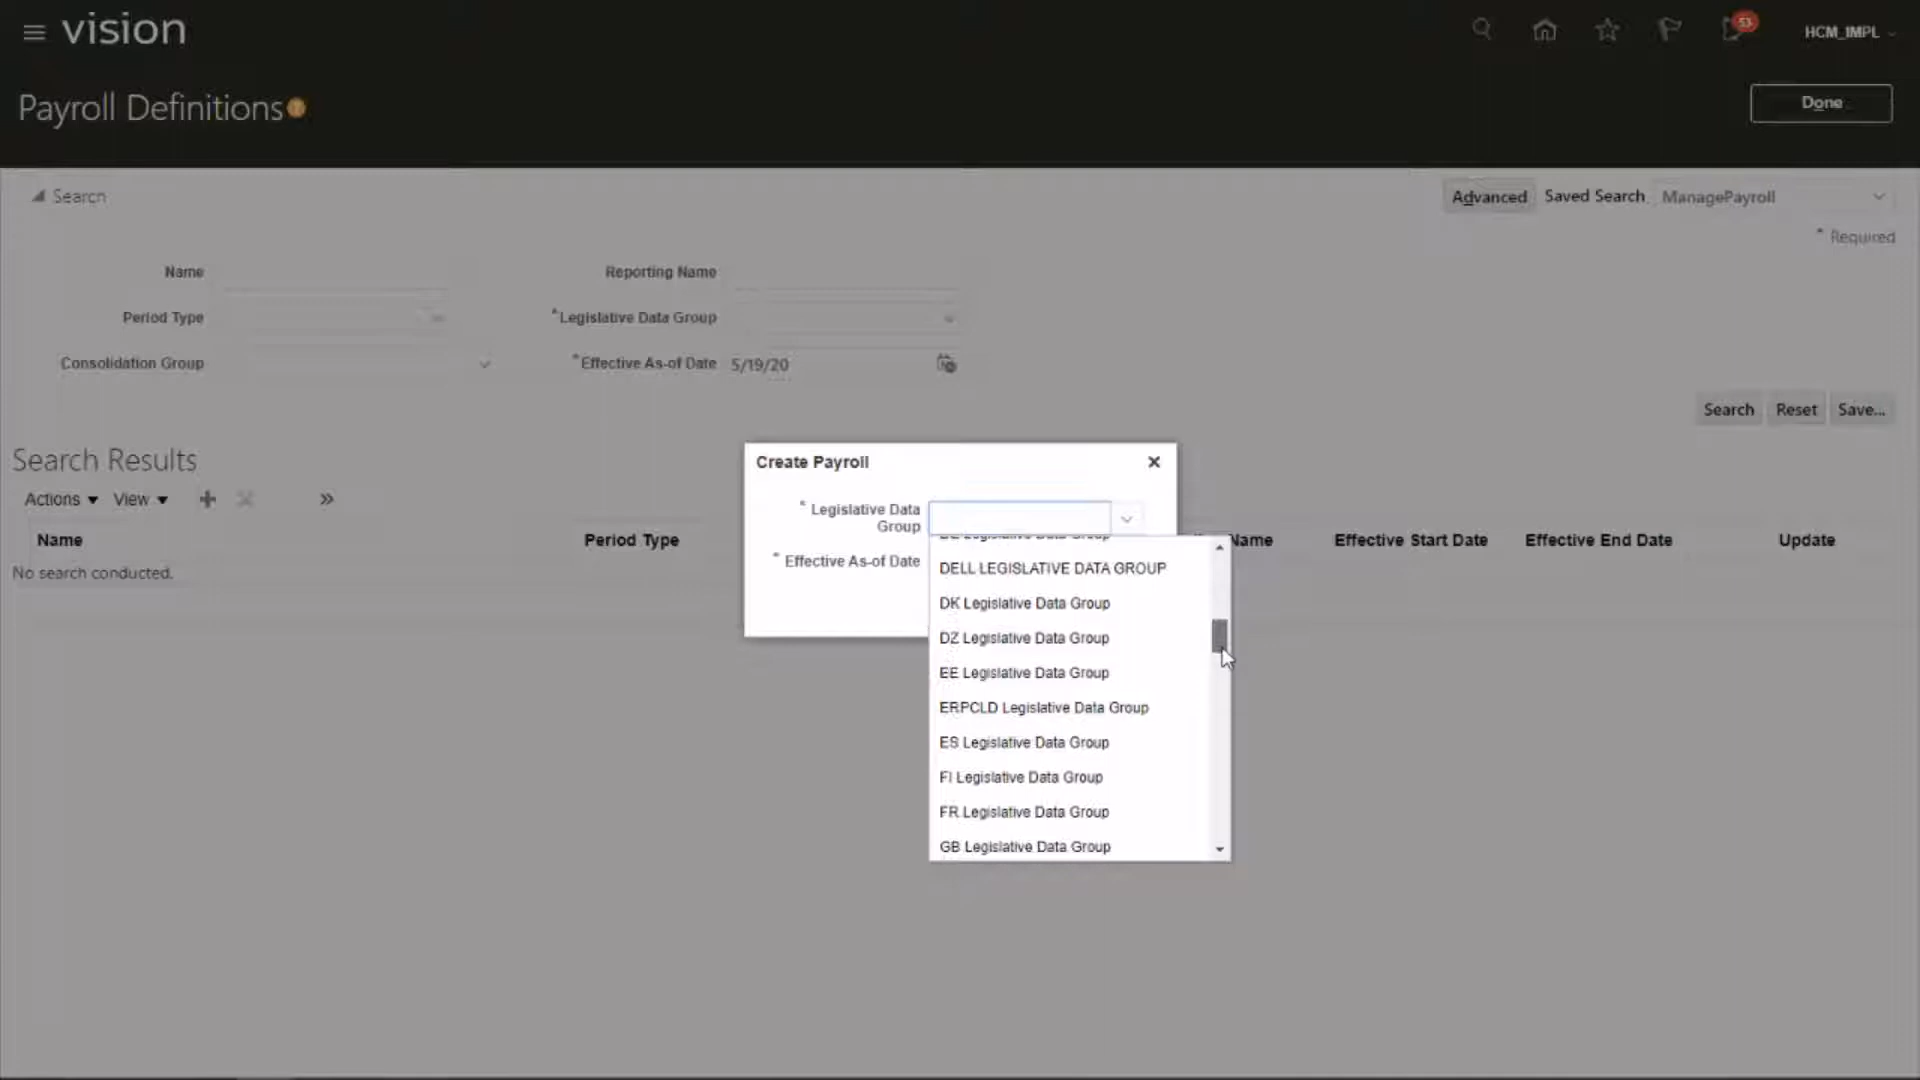 vision
53
HCM_IMPL
Payroll Definitions
Done
Search
Advanced Saved Search ManagePayroll
* Required
Name
Reporting Name
Period Type
* Legislative Data Group
Consolidation Group
* Effective As-of Date 5/19/20
Search Reset Save...
Search Results
Actions View
Name Period Type Name Effective Start Date Effective End Date Update
No search conducted.
Create Payroll
* Legislative Data
Group
* Effective As-of Date
Legislative Data Group
DELL LEGISLATIVE DATA GROUP
DK Legislative Data Group
DZ Legislative Data Group
EE Legislative Data Group
ERPCLD Legislative Data Group
ES Legislative Data Group
FI Legislative Data Group
FR Legislative Data Group
GB Legislative Data Group